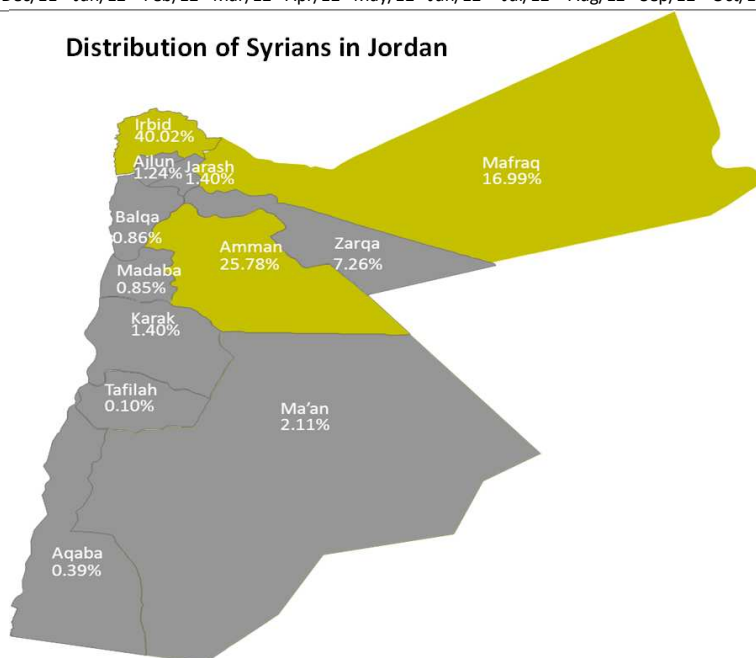 Distribution of Syrians in Jordan
Irbid
40.02%
Ajlun
1.24%
Jarash
1.40%
Mafraq
16.99%
Balqa
0.86%
Amman
25.78%
Zarqa
7.26%
Madaba
0.85%
Karak
1.40%
Tafilah
0.10%
Ma'an
2.11%
Aqaba
0.39%